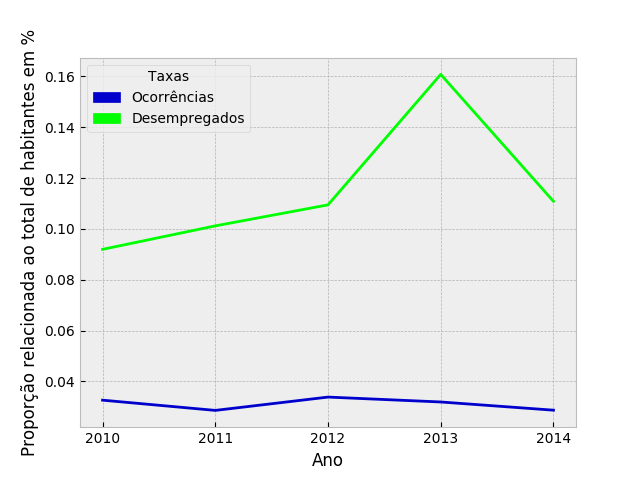 Proporção relacionada ao total de habitantes em %
0.16
0.14
0.12
0.10
0.08
0.06
0.04
Taxas
Ocorrências
Desempregados
2010 2011 2012 2013 2014
Ano